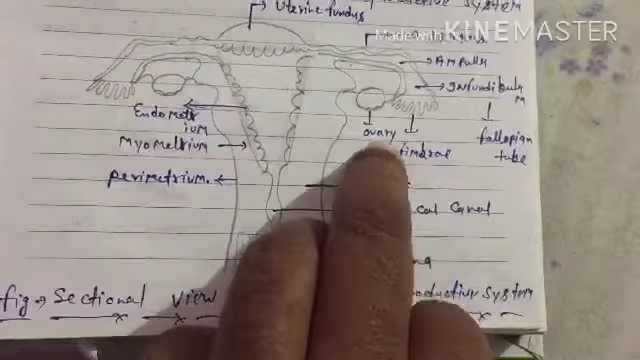 System
Uterine fundus
Made with KINEMASTER
Ampulla
Infundibulum
Endometrium
ovary
fallopian
tube
Myometrium
fimbrae
perimetrium.
canal
fig → Sectional view
System